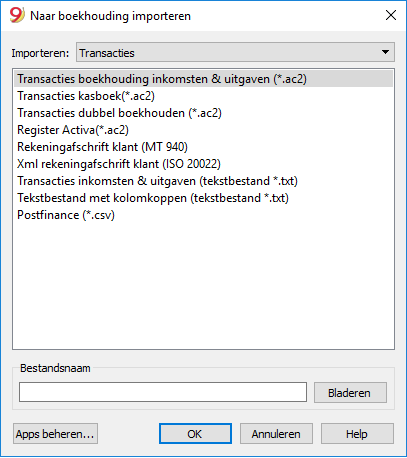 9 Naar boekhouding importeren
Importeren: Transacties
Transacties boekhouding inkomsten & uitgaven (*.ac2)
Transacties kasboek(*.ac2)
Transacties dubbel boekhouden (*.ac2)
Register Activa(*.ac2)
Rekeningafschrift klant (MT 940)
Xml rekeningafschrift klant (ISO 20022)
Transacties inkomsten & uitgaven (tekstbestand *.txt)
Tekstbestand met kolomkoppen (tekstbestand *.txt)
Postfinance (*.csv)
Bestandsnaam
Bladeren
Apps beheren... OK Annuleren Help